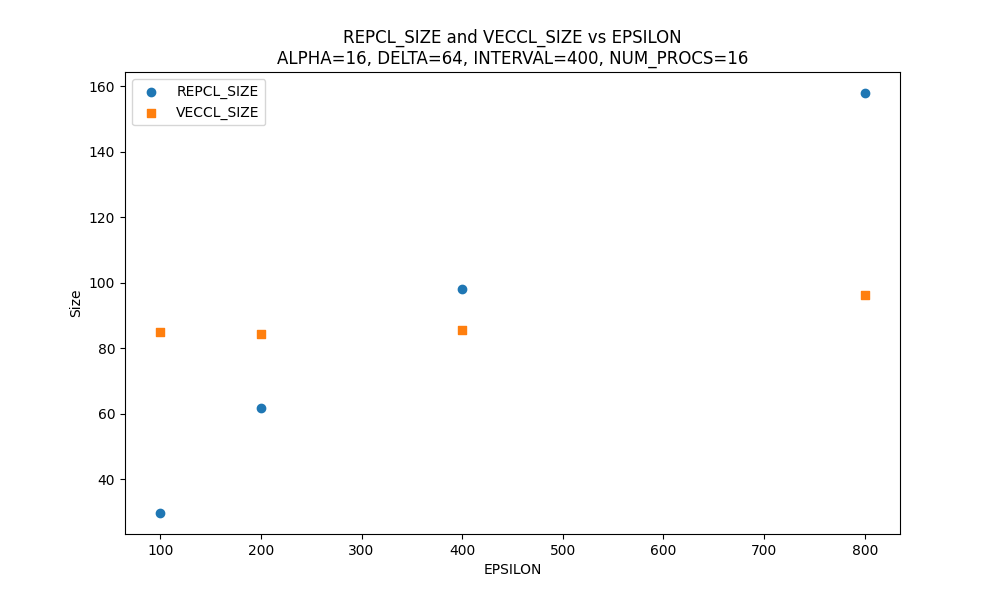 REPCL_SIZE and VECCL_SIZE vs EPSILON
ALPHA=16, DELTA=64, INTERVAL=400, NUM_PROCS=16
REPCL_SIZE
VECCL_SIZE
160
140
120
100
80
60
40
Size
100 200 300 400 500 600 700 800
EPSILON